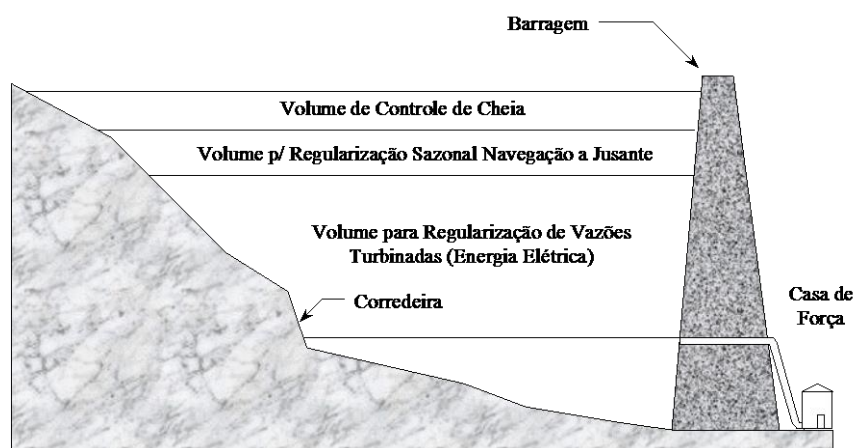 Barragem
Volume de Controle de Cheia
Volume p/ Regularização Sazonal Navegação a Jusante
Volume para Regularização de Vazões
Turbinadas (Energia Elétrica)
Corredeira
Casa de
Força